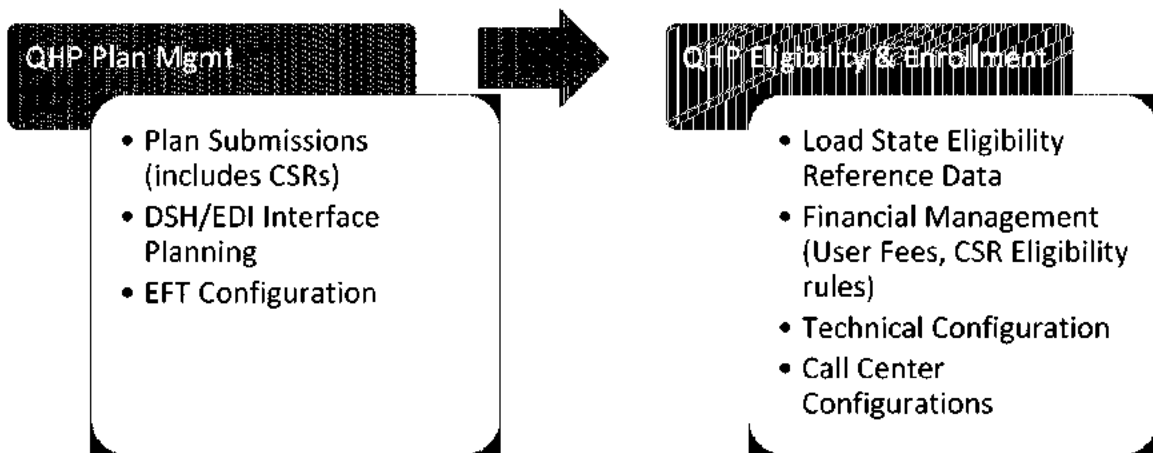 QHP Plan Mgmt
• Plan Submissions
(includes CSRs)
• DSH/EDI Interface
Planning
• EFT Configuration
QHP Eligibility & Enrollment
• Load State Eligibility
Reference Data
• Financial Management
(User Fees, CSR Eligibility
rules)
• Technical Configuration
• Call Center
Configurations